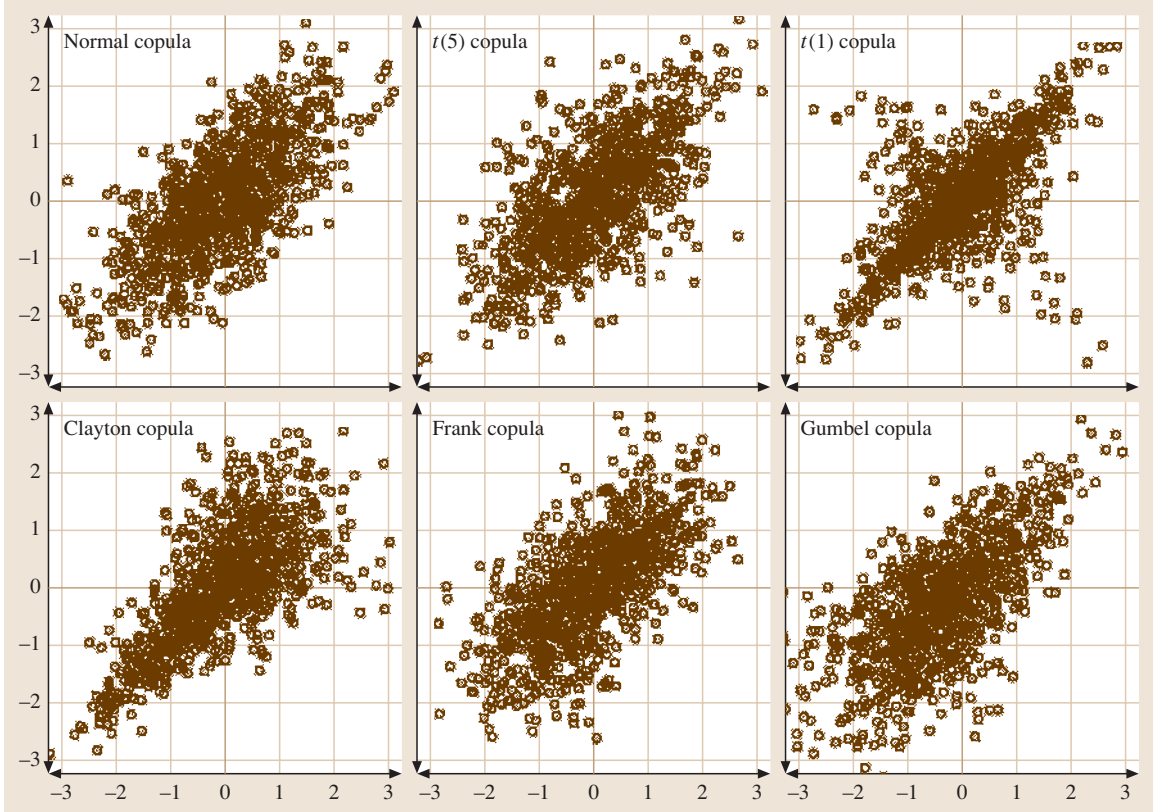 3
2
1
0
–1
–2
–3
Normal copula
t(5) copula
t(1) copula
3
2
1
0
–1
–2
–3
Clayton copula
Frank copula
Gumbel copula
–3 –2 –1 0 1 2 3
–3 –2 –1 0 1 2 3
–3 –2 –1 0 1 2 3